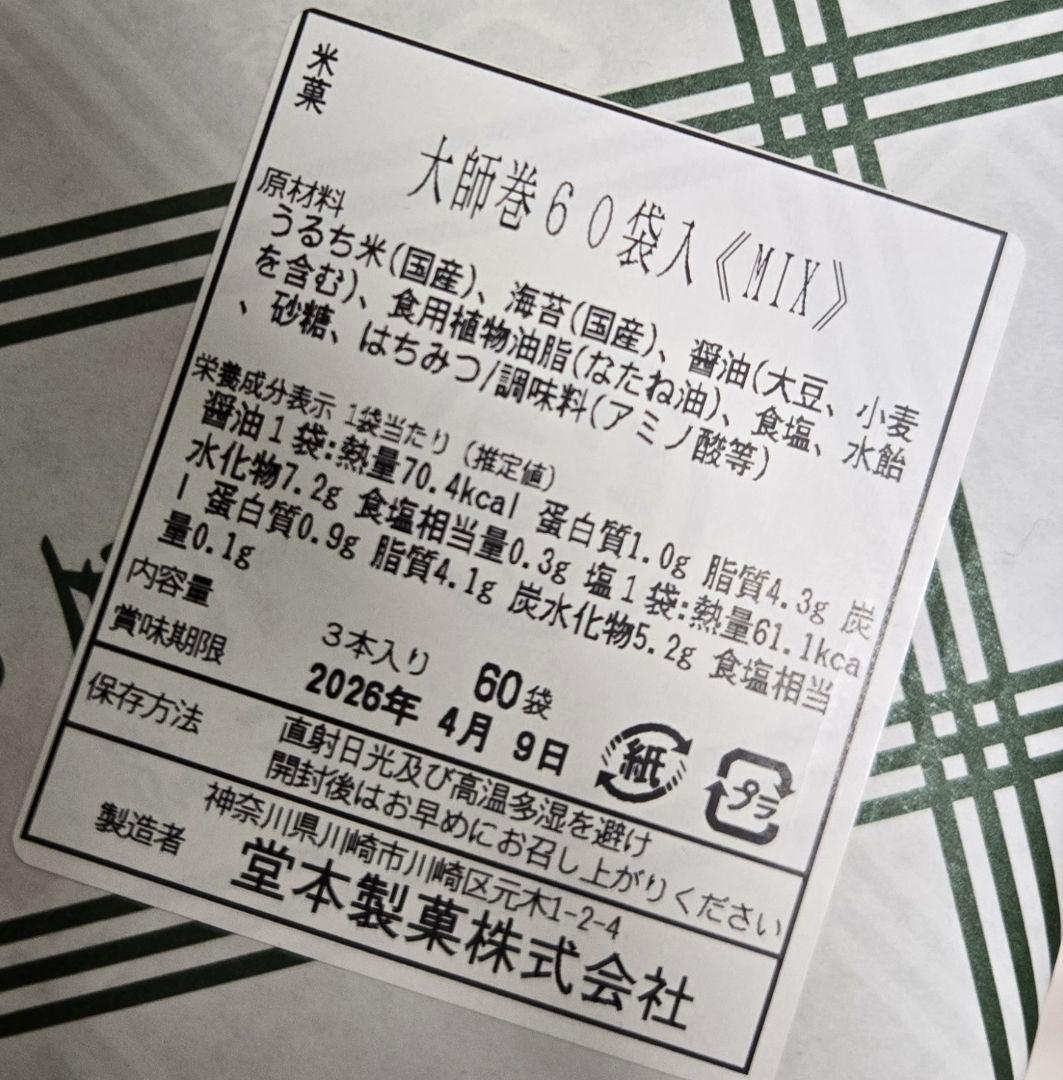 米菓
大師巻６０袋入《MIX》
原材料
うるち米(国産)、海苔(国産)、醤油(大豆、小麦
を含む)、食用植物油脂(なたね油)、食塩、水飴
、砂糖、はちみつ/調味料(アミノ酸等)
栄養成分表示 1袋当たり (推定値)
醤油１袋:熱量70.4kcal 蛋白質1.0g 脂質4.3g 炭
水化物7.2g 食塩相当量0.3g 塩１袋:熱量61.1kca
l 蛋白質0.9g 脂質4.1g 炭水化物5.2g 食塩相当
量0.1g
内容量 ３本入り 60袋
賞味期限 2026年 4月 9日
紙
プラ
保存方法 直射日光及び高温多湿を避け
開封後はお早めにお召し上がりください
製造者 神奈川県川崎市川崎区元木1-2-4
堂本製菓株式会社